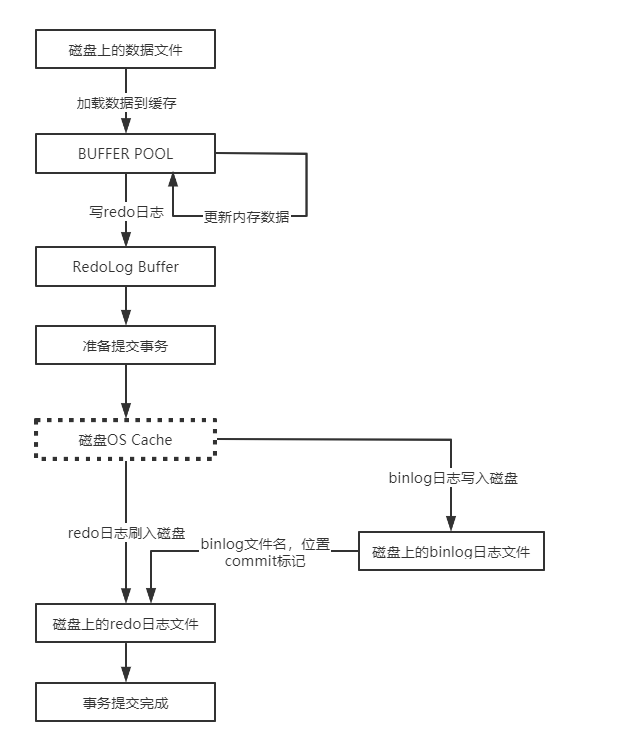 磁盘上的数据文件
加载数据到缓存
BUFFER POOL
写redo日志
更新内存数据
RedoLog Buffer
准备提交事务
磁盘OS Cache
binlog日志写入磁盘
redo日志刷入磁盘
binlog文件名，位置
commit标记
磁盘上的binlog日志文件
磁盘上的redo日志文件
事务提交完成